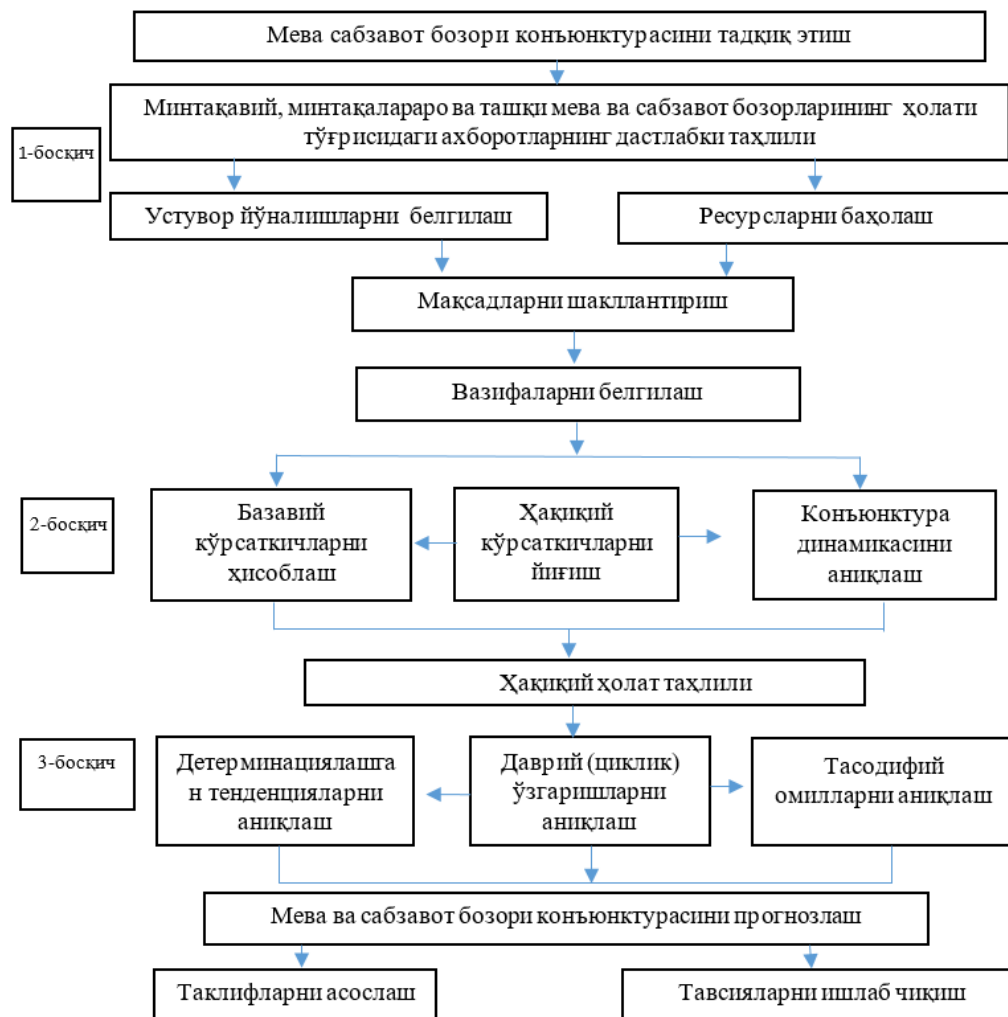 Мева сабзавот бозори конъюнктурасини тадқиқ этиш
Минтақавий, минтақалараро ва ташқи мева ва сабзавот бозорларининг ҳолати
тўғрисидаги ахборотларнинг дастлабки таҳлили
1-босқич
Устувор йўналишларни белгилаш
Ресурсларни баҳолаш
Мақсадларни шакллантириш
Вазифаларни белгилаш
2-босқич
Базавий
кўрсаткичларни
ҳисоблаш
Ҳақиқий
кўрсаткичларни
йиғиш
Конъюнктура
динамикасини
аниқлаш
Ҳақиқий ҳолат таҳлили
3-босқич
Детерминациялашга
н тенденцияларни
аниқлаш
Даврий (циклик)
ўзгаришларни
аниқлаш
Тасодифий
омилларни аниқлаш
Мева ва сабзавот бозори конъюнктурасини прогнозлаш
Таклифларни асослаш
Тавсияларни ишлаб чиқиш